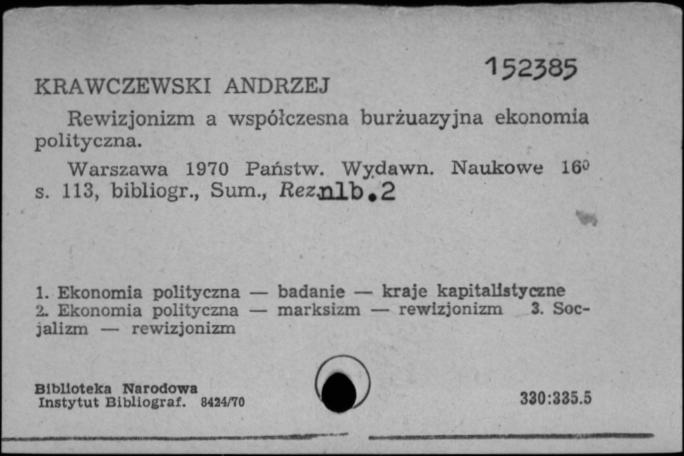 152385
KRAWCZEWSKI ANDRZEJ
Rewizjonizm a współczesna burżuazyjna ekonomia
polityczna.
Warszawa 1970 Państw. Wydawn. Naukowe 16⁰
s. 113, bibliogr., Sum., Rez. nlb.2
1. Ekonomia polityczna — badanie — kraje kapitalistyczne
2. Ekonomia polityczna — marksizm — rewizjonizm 3. Soc-
jalizm — rewizjonizm
Biblioteka Narodowa
Instytut Bibliograf. 8424/70
330:335.5